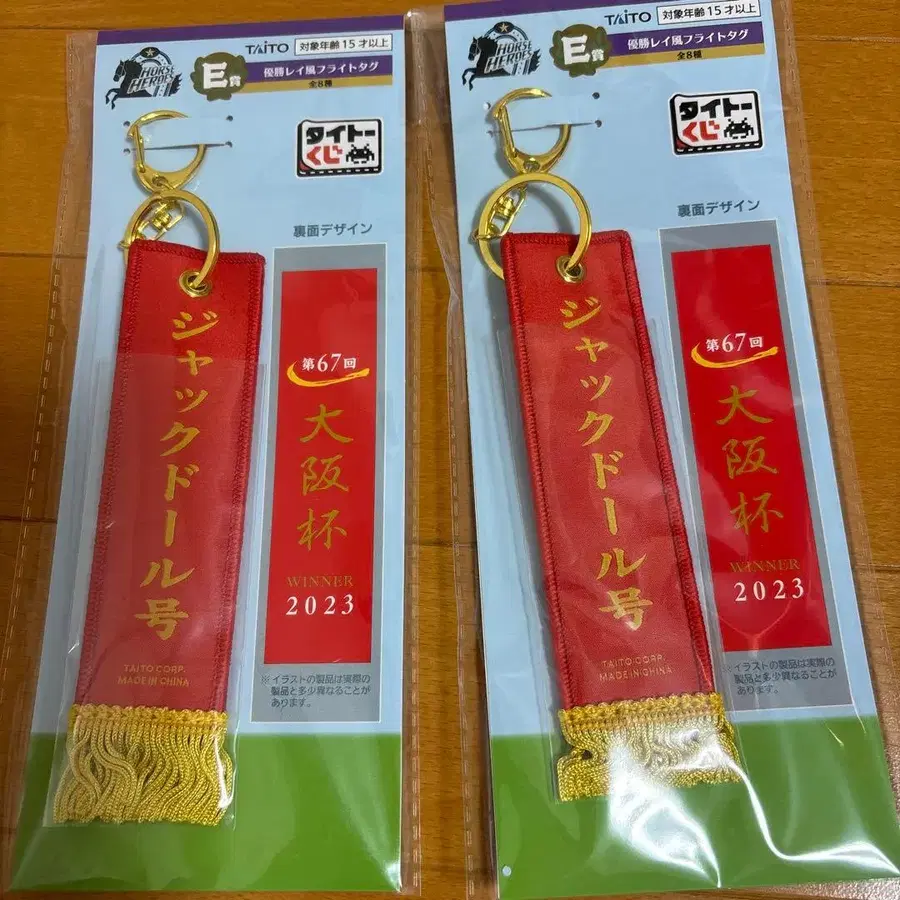 HORSE HEROES
TAITO
対象年齢15才以上
E賞
優勝レイ風フライトタグ
全8種
タイトー
くじ
裏面デザイン
ジャックドール号
TAITO CORP.
MADE IN CHINA
第67回
大阪杯
WINNER
2023
※イラストの製品は実際の
製品と多少異なることが
あります。
HORSE HEROES
TAITO
対象年齢15才以上
E賞
優勝レイ風フライトタグ
全8種
タイトー
くじ
裏面デザイン
ジャックドール号
TAITO CORP.
MADE IN CHINA
第67回
大阪杯
WINNER
2023
※イラストの製品は実際の
製品と多少異なることが
あります。